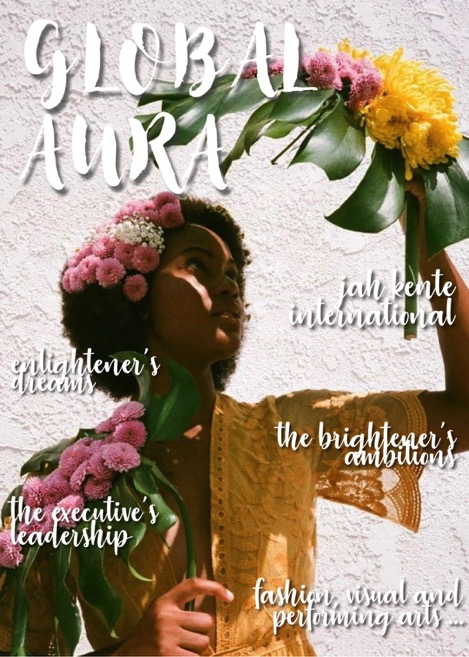 GLOBAL
AURA
jah kente
international
enlightener's
dreams
the brightener's
ambitions
the executive's
leadership
fashion, visual and
performing arts ...